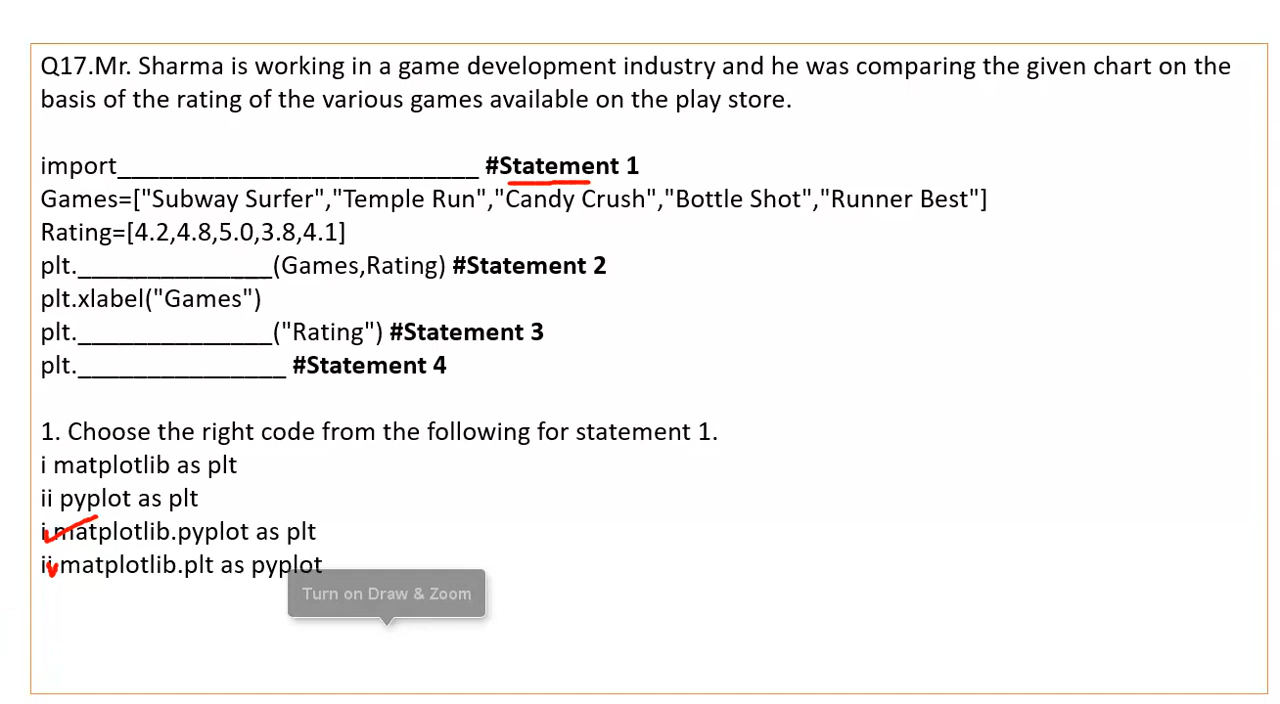 Q17.Mr. Sharma is working in a game development industry and he was comparing the given chart on the
basis of the rating of the various games available on the play store.
import__________________________ #Statement 1
Games=["Subway Surfer","Temple Run","Candy Crush","Bottle Shot","Runner Best"]
Rating=[4.2,4.8,5.0,3.8,4.1]
plt.______________(Games,Rating) #Statement 2
plt.xlabel("Games")
plt.______________("Rating") #Statement 3
plt._______________ #Statement 4
1. Choose the right code from the following for statement 1.
i matplotlib as plt
ii pyplot as plt
i matplotlib.pyplot as plt
ii matplotlib.plt as pyplot
Turn on Draw & Zoom